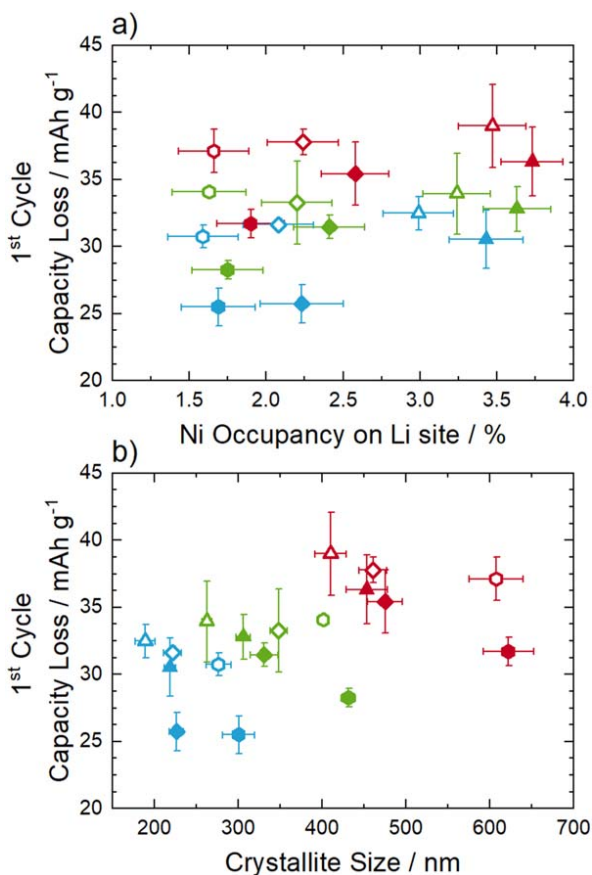 a)
45
40
35
30
25
20
1st Cycle
Capacity Loss / mAh g-1
1.0 1.5 2.0 2.5 3.0 3.5 4.0
Ni Occupancy on Li site / %
b)
45
40
35
30
25
20
1st Cycle
Capacity Loss / mAh g-1
200 300 400 500 600 700
Crystallite Size / nm